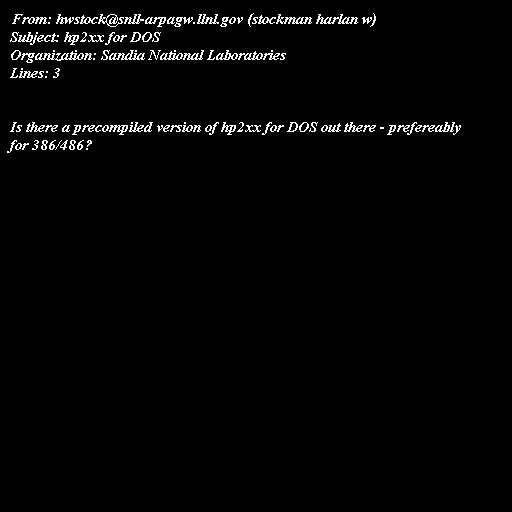 From: hwstock@snll-arpagw.llnl.gov (stockman harlan w)
Subject: hp2xx for DOS
Organization: Sandia National Laboratories
Lines: 3
Is there a precompiled version of hp2xx for DOS out there - prefereably
for 386/486?